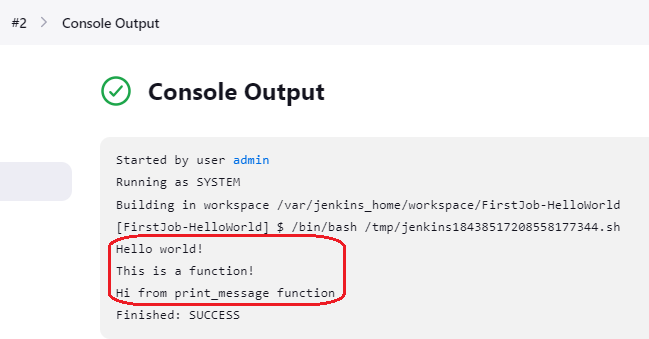 #2 > Console Output
Console Output
Started by user admin
Running as SYSTEM
Building in workspace /var/jenkins_home/workspace/FirstJob-HelloWorld
[FirstJob-HelloWorld] $ /bin/bash /tmp/jenkins18438517208558177344.sh
Hello world!
This is a function!
Hi from print_message function
Finished: SUCCESS